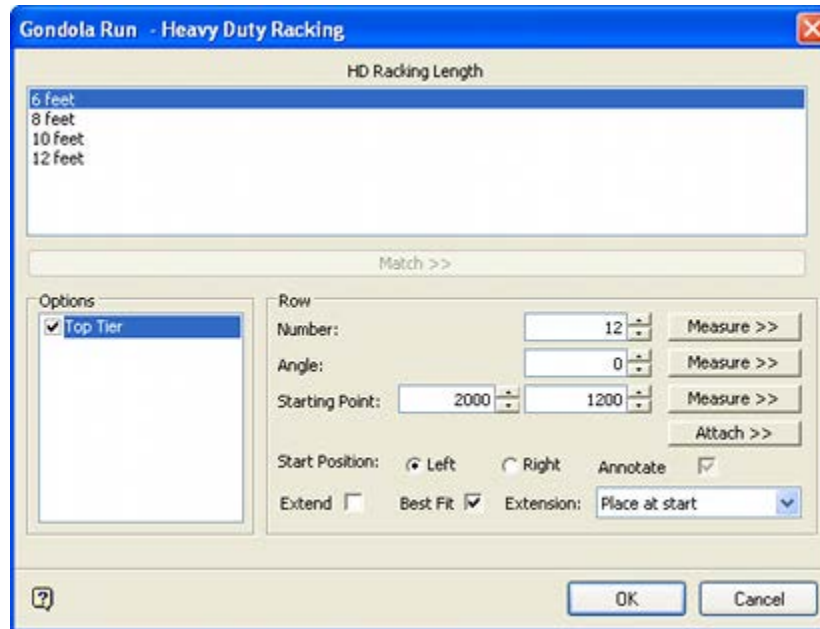 Gondola Run - Heavy Duty Racking
HD Racking Length
6 feet
8 feet
10 feet
12 feet
Match >>
Options
Top Tier
Row
Number: 12 Measure >>
Angle: 0 Measure >>
Starting Point: 2000 1200 Measure >>
Attach >>
Start Position: Left Right Annotate
Extend Best Fit Extension: Place at start
?
OK Cancel